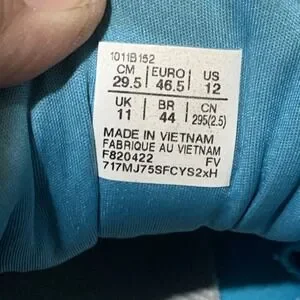 1011B152
CM EURO US
29.5 46.5 12
UK BR CN
11 44 295(2.5)
MADE IN VIETNAM
FABRIQUE AU VIETNAM
F820422 FV
717MJ75SFCYS2xH